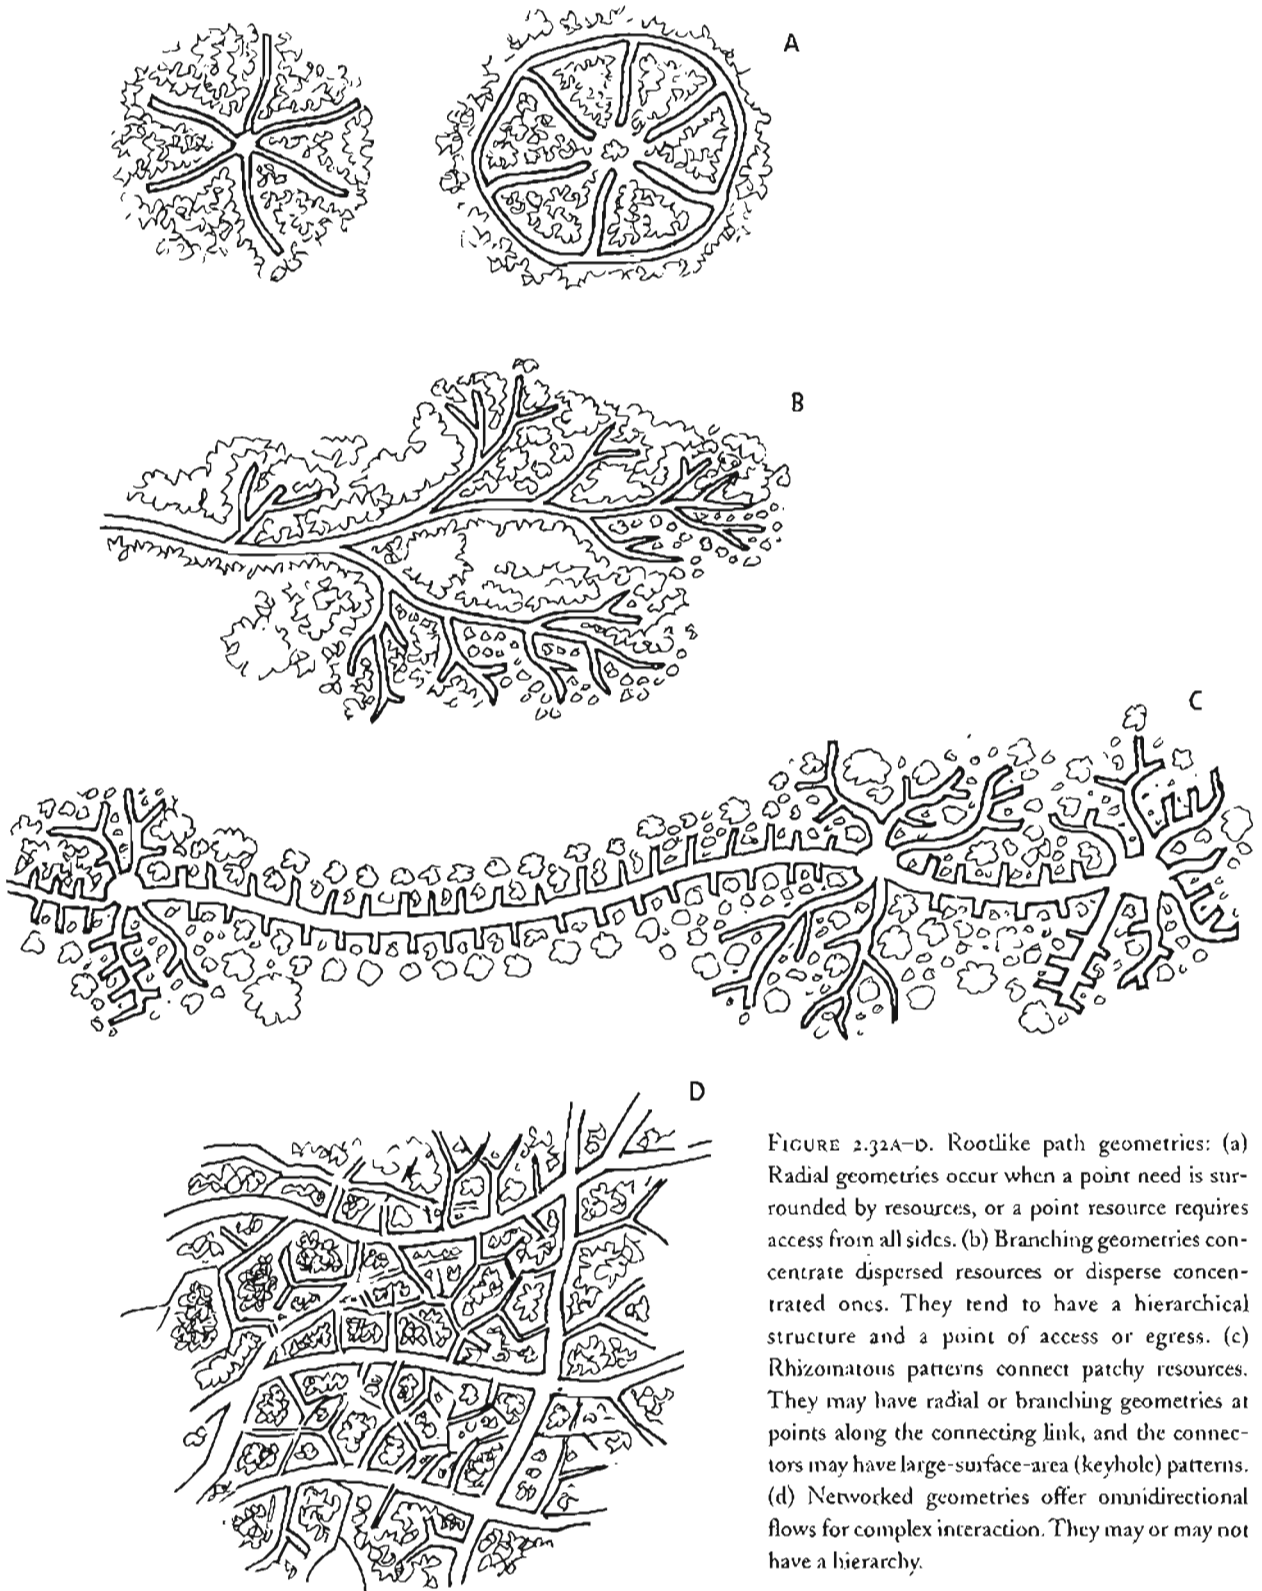 A
B
C
D
FIGURE 2.32A–D. Rootlike path geometries: (a)
Radial geometries occur when a point need is sur-
rounded by resources, or a point resource requires
access from all sides. (b) Branching geometries con-
centrate dispersed resources or disperse concen-
trated ones. They tend to have a hierarchical
structure and a point of access or egress. (c)
Rhizomatous patterns connect patchy resources.
They may have radial or branching geometries at
points along the connecting link, and the connec-
tors may have large-surface-area (keyhole) patterns.
(d) Networked geometries offer omnidirectional
flows for complex interaction. They may or may not
have a hierarchy.